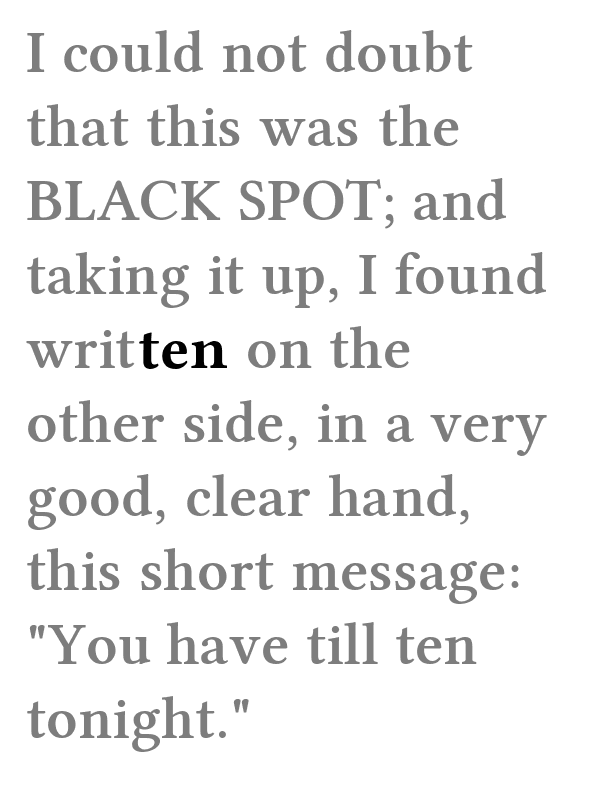 I could not doubt
that this was the
BLACK SPOT; and
taking it up, I found
written on the
other side, in a very
good, clear hand,
this short message:
"You have till ten
tonight."